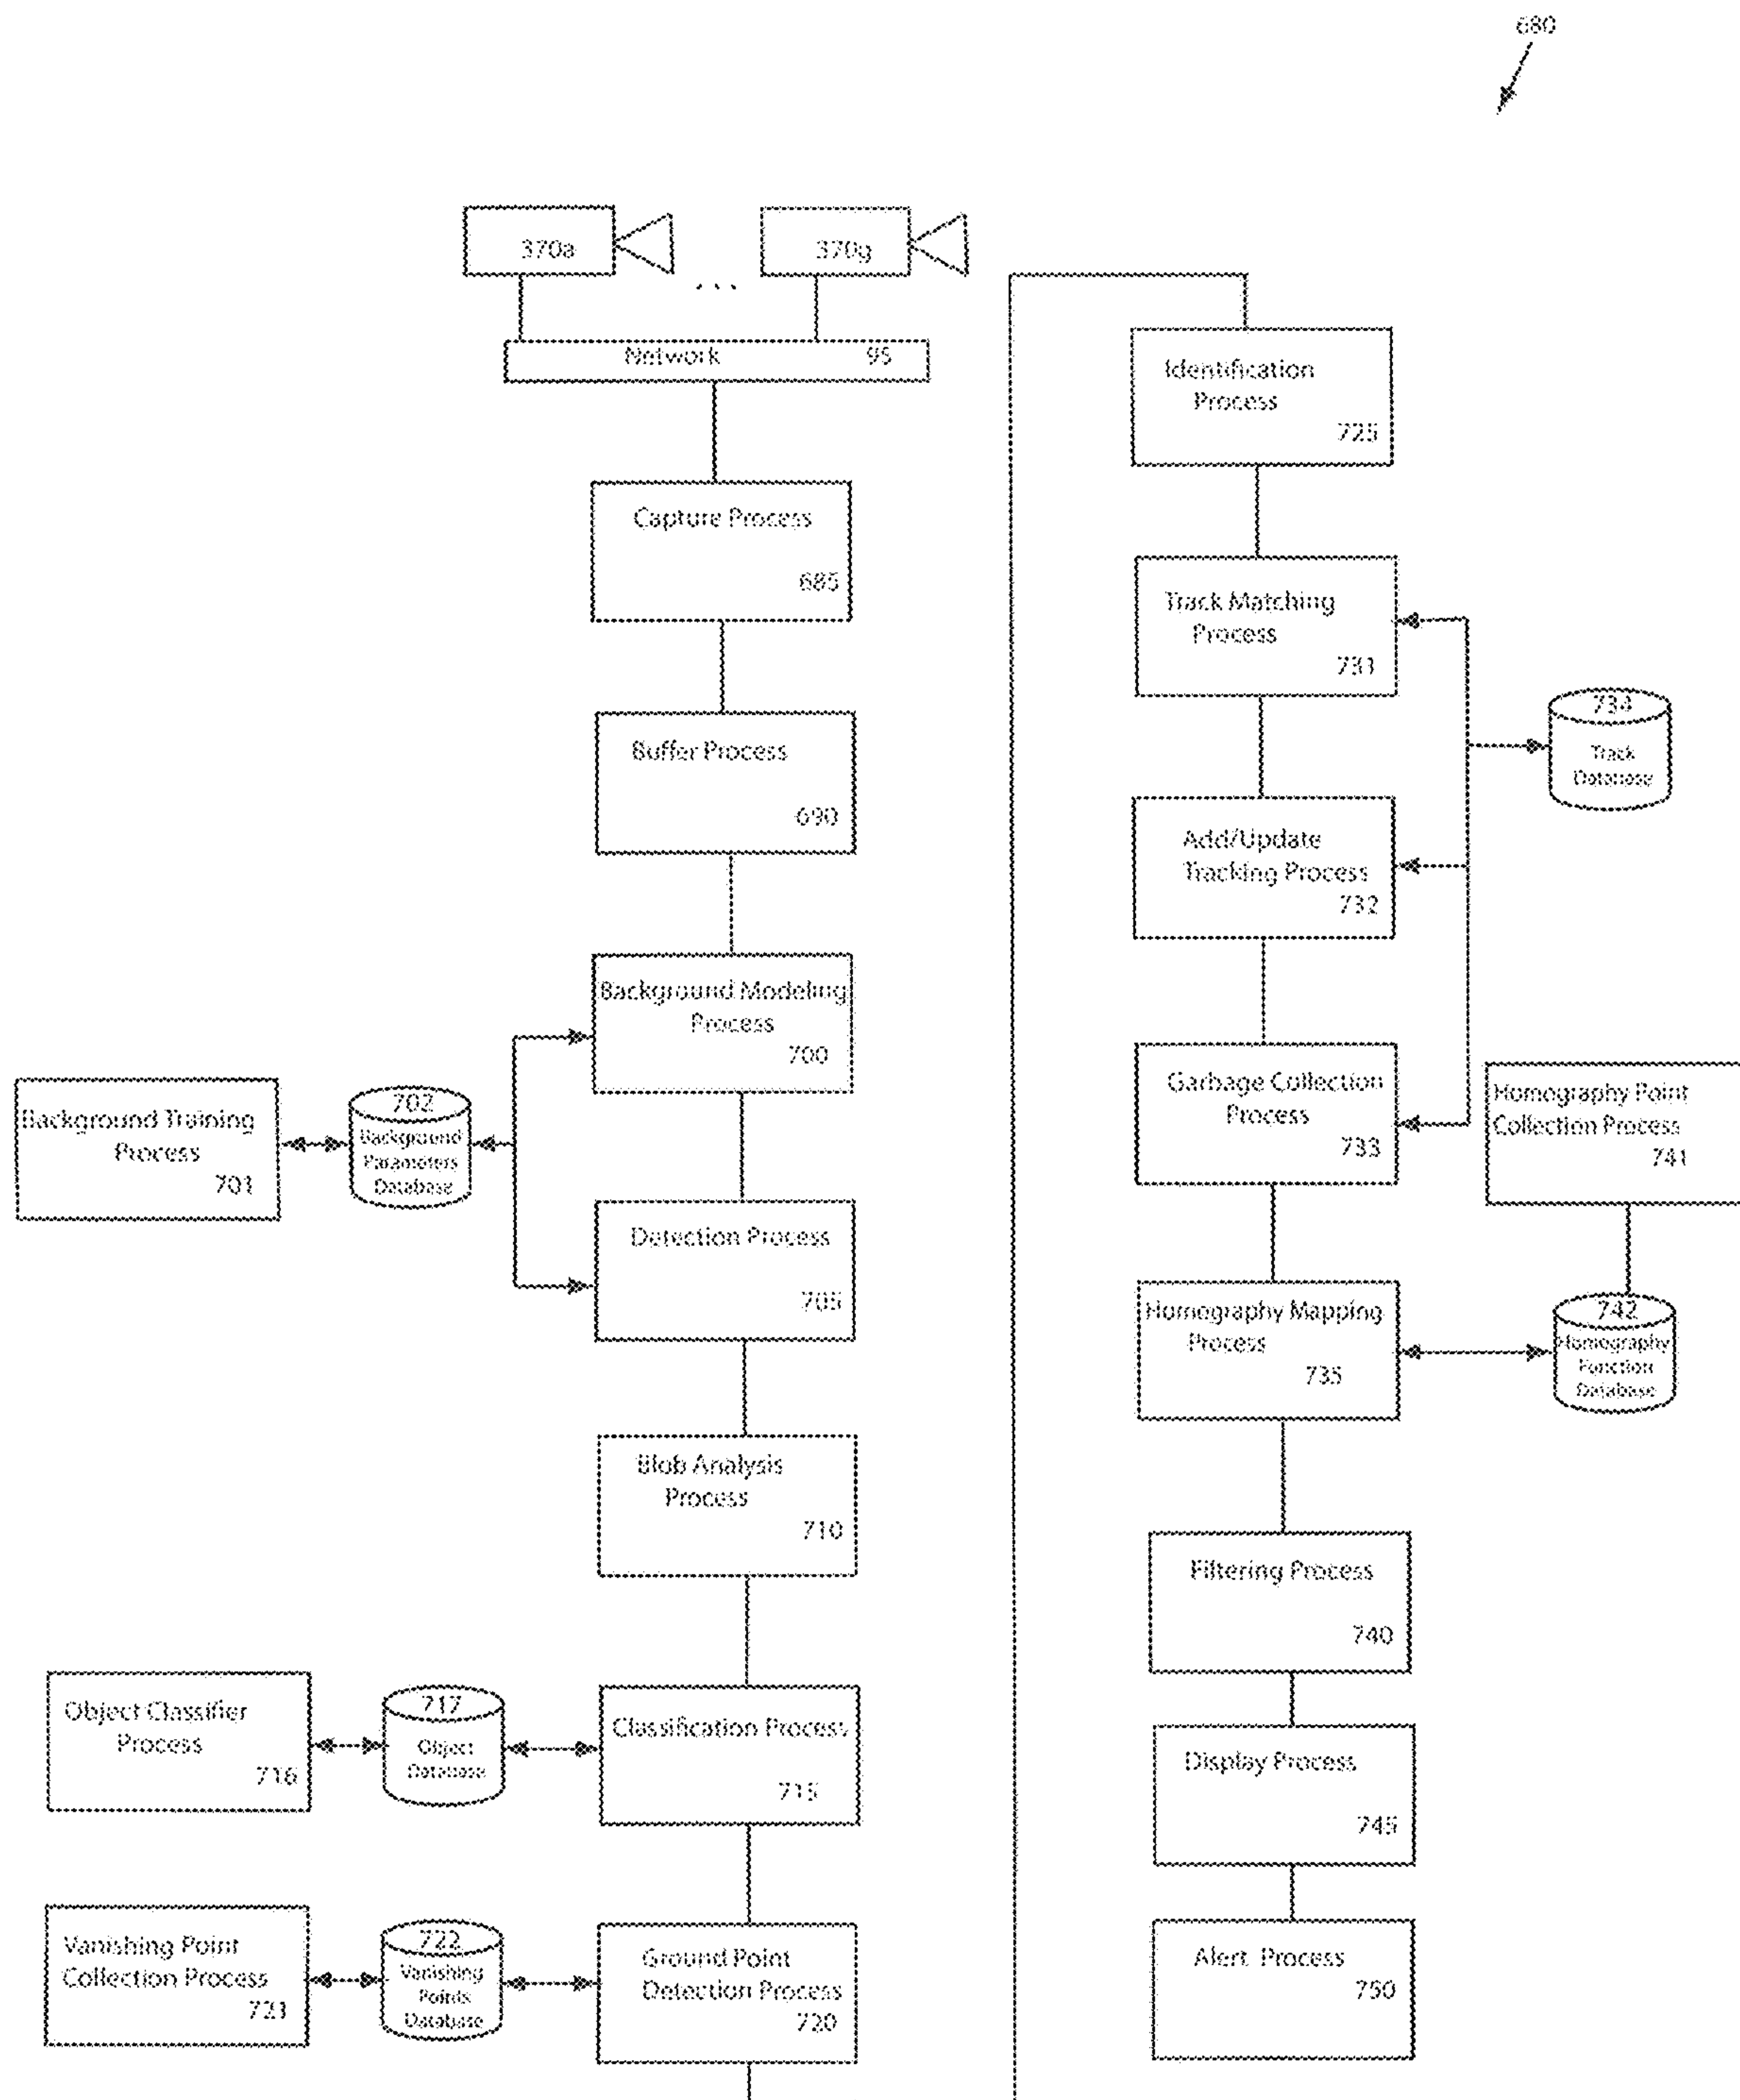 680
370a
370g
...
Network 95
Capture Process
685
Buffer Process
690
Background Modeling
Process
700
Background Training
Process
701
702
Background
Parameters
Database
Detection Process
705
Blob Analysis
Process
710
Object Classifier
Process
716
717
Object
Database
Classification Process
715
Vanishing Point
Collection Process
721
722
Vanishing
Points
Database
Ground Point
Detection Process
720
Identification
Process
725
Track Matching
Process
731
734
Track
Database
Add/Update
Tracking Process
732
Garbage Collection
Process
733
Homography Point
Collection Process
741
Homography Mapping
Process
735
742
Homography
Function
Database
Filtering Process
740
Display Process
745
Alert Process
750